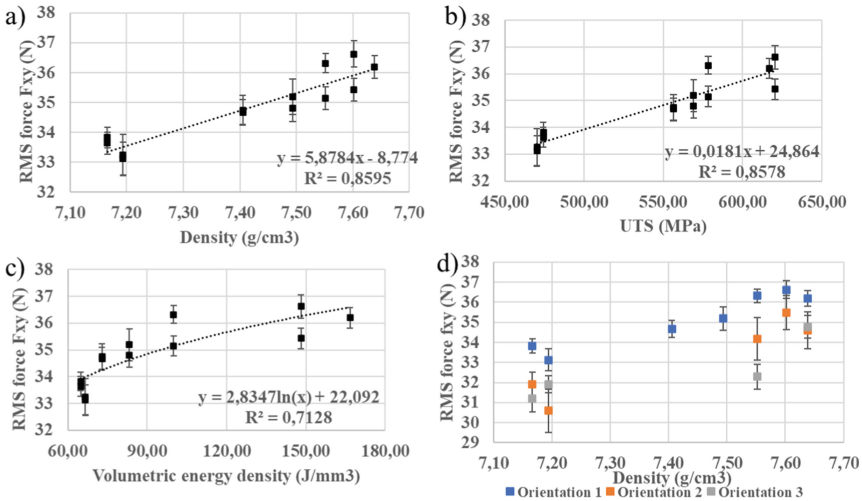 a)
RMS force Fxy (N)
38
37
36
35
34
33
32
y = 5,8784x - 8,774
R² = 0,8595
7,10 7,20 7,30 7,40 7,50 7,60 7,70
Density (g/cm3)
b)
RMS force Fxy (N)
38
37
36
35
34
33
32
y = 0,0181x + 24,864
R² = 0,8578
450,00 500,00 550,00 600,00 650,00
UTS (MPa)
c)
RMS force Fxy (N)
38
37
36
35
34
33
32
y = 2,8347ln(x) + 22,092
R² = 0,7128
60,00 90,00 120,00 150,00 180,00
Volumetric energy density (J/mm3)
d)
RMS force fxy (N)
38
37
36
35
34
33
32
31
30
29
7,10 7,20 7,30 7,40 7,50 7,60 7,70
Density (g/cm3)
Orientation 1 Orientation 2 Orientation 3